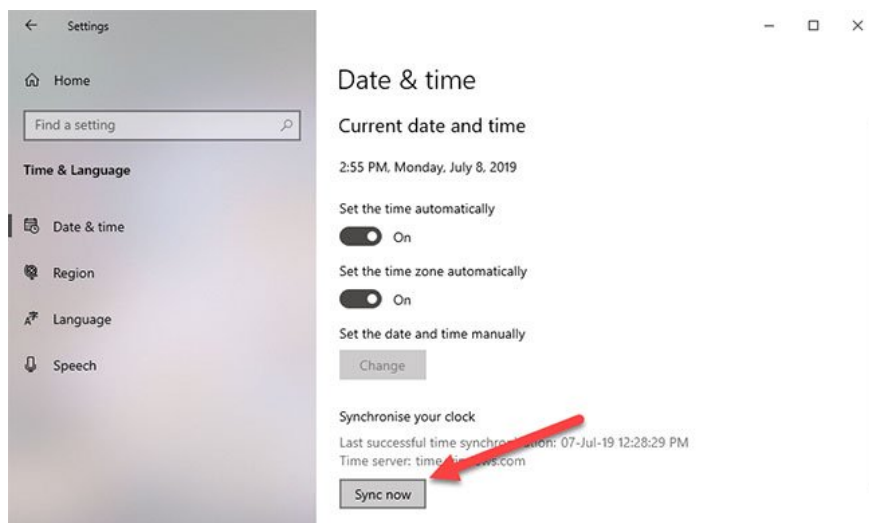 Settings
Home
Find a setting
Time & Language
Date & time
Region
Language
Speech
Date & time
Current date and time
2:55 PM, Monday, July 8, 2019
Set the time automatically
On
Set the time zone automatically
On
Set the date and time manually
Change
Synchronise your clock
Last successful time 07-Jul-19 12:28:29 PM
Time server:
Sync now